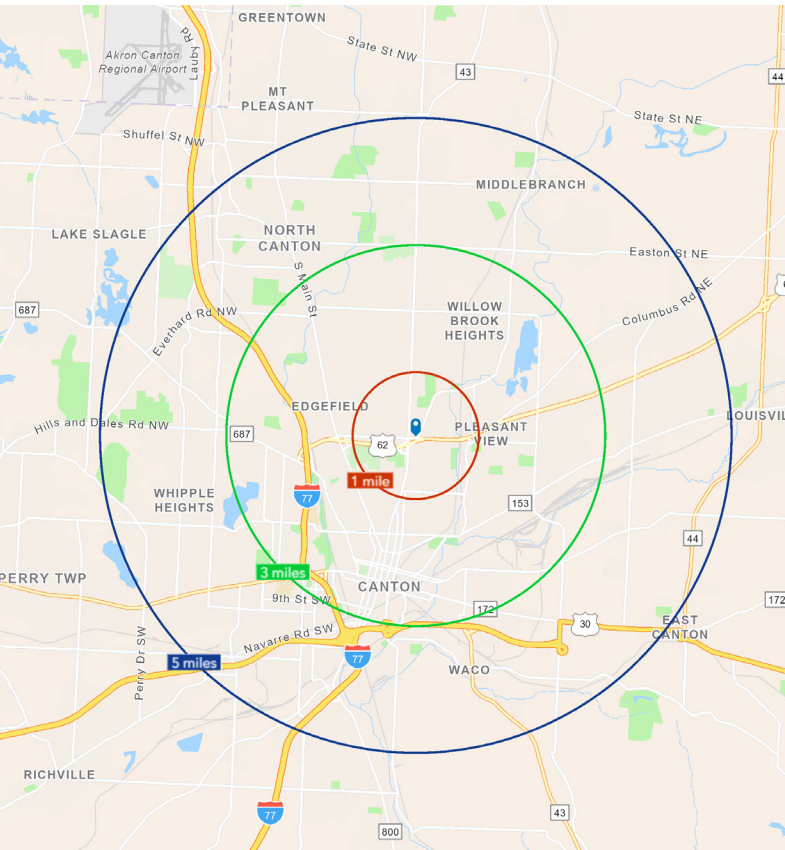 GREENTOWN
Lauby Rd
State St NW
Akron Canton
Regional Airport
43
44
MT
PLEASANT
State St NE
Shuffel St NW
MIDDLEBRANCH
LAKE SLAGLE
NORTH
CANTON
Easton St NE
S Main St
687
Everhard Rd NW
WILLOW
BROOK
HEIGHTS
Columbus Rd NE
EDGEFIELD
LOUISVIL
Hills and Dales Rd NW
687
62
PLEASANT
VIEW
1 mile
WHIPPLE
HEIGHTS
77
153
44
3 miles
PERRY TWP
CANTON
9th St SW
172
172
30
EAST
CANTON
Navarre Rd SW
Perry Dr SW
5 miles
77
WACO
RICHVILLE
77
43
800